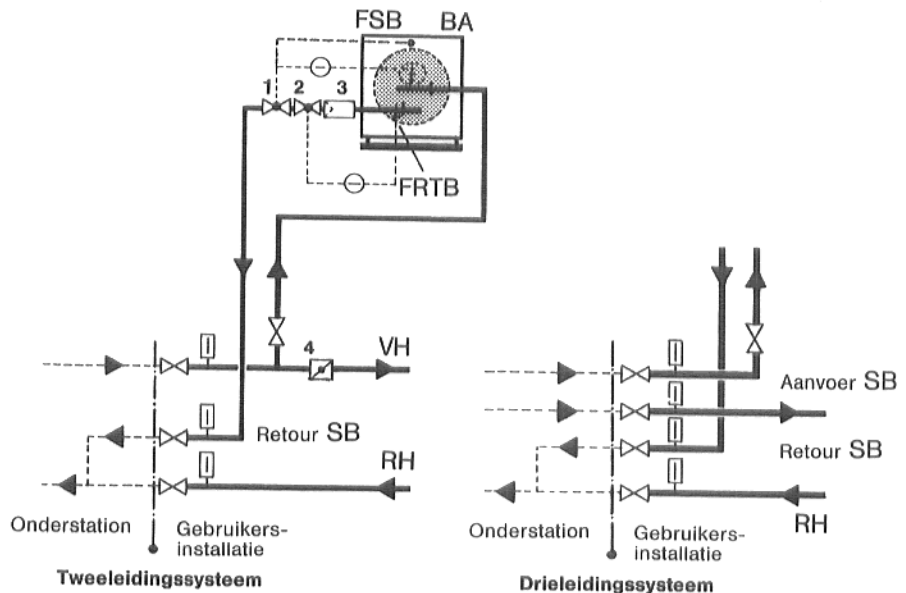 FSB BA
1 2 3
FRTB
4 VH
Aanvoer SB
Retour SB
Retour SB
RH
RH
Onderstation
Gebruikers-
installatie
Onderstation
Gebruikers-
installatie
Tweeleidingssysteem
Drieleidingssysteem